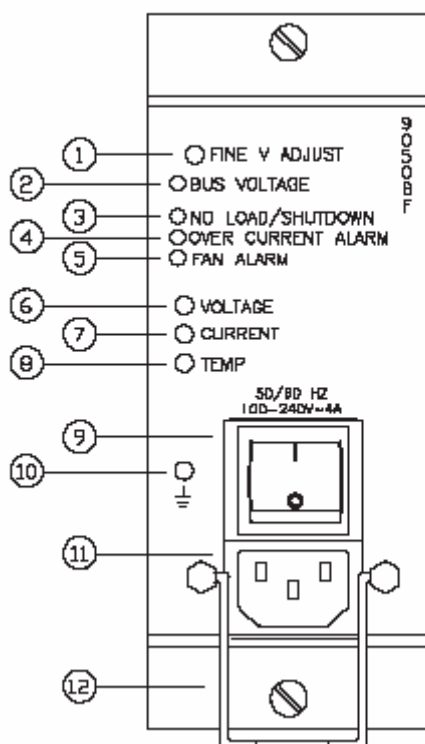 9050BF
1 FINE V ADJUST
2 BUS VOLTAGE
3 NO LOAD/SHUTDOWN
4 OVER CURRENT ALARM
5 FAN ALARM
6 VOLTAGE
7 CURRENT
8 TEMP
50/60 HZ
100-240V~4A
9
10
11
12